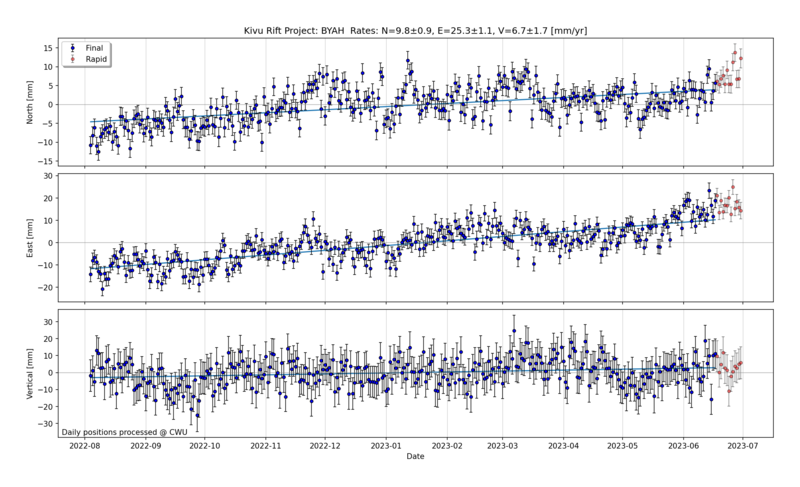 Kivu Rift Project: BYAH  Rates: N=9.8±0.9, E=25.3±1.1, V=6.7±1.7 [mm/yr]
Final
Rapid
North [mm]
15
10
5
0
−5
−10
−15
East [mm]
30
20
10
0
−10
−20
Vertical [mm]
30
20
10
0
−10
−20
−30
Daily positions processed @ CWU
2022-08 2022-09 2022-10 2022-11 2022-12 2023-01 2023-02 2023-03 2023-04 2023-05 2023-06 2023-07
Date